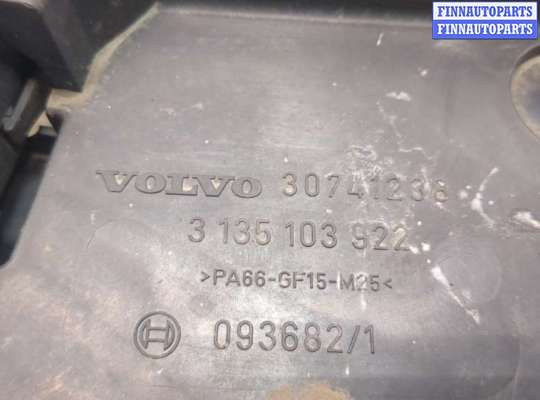 FINNAUTOPARTS
FINNAUTOPARTS
VOLVO 30741238
3 135 103 922
>PA66-GF15-M25<
093682/1